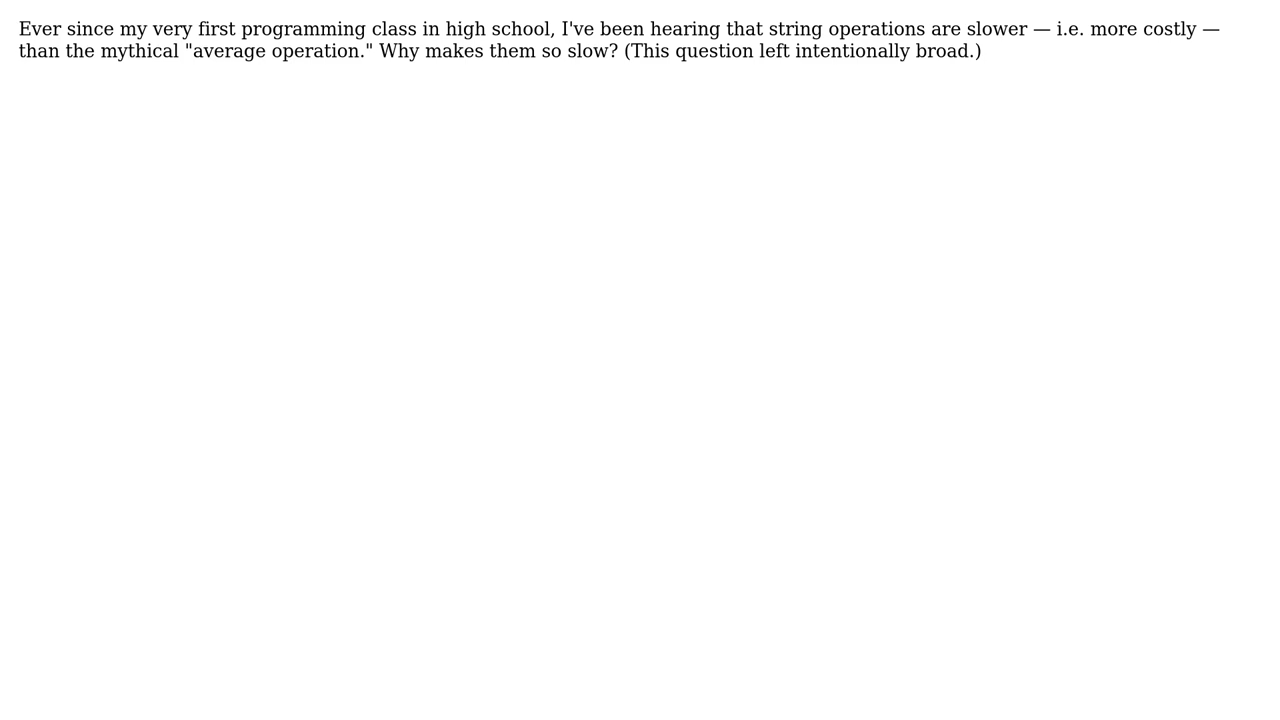 Ever since my very first programming class in high school, I've been hearing that string operations are slower — i.e. more costly —
than the mythical "average operation." Why makes them so slow? (This question left intentionally broad.)